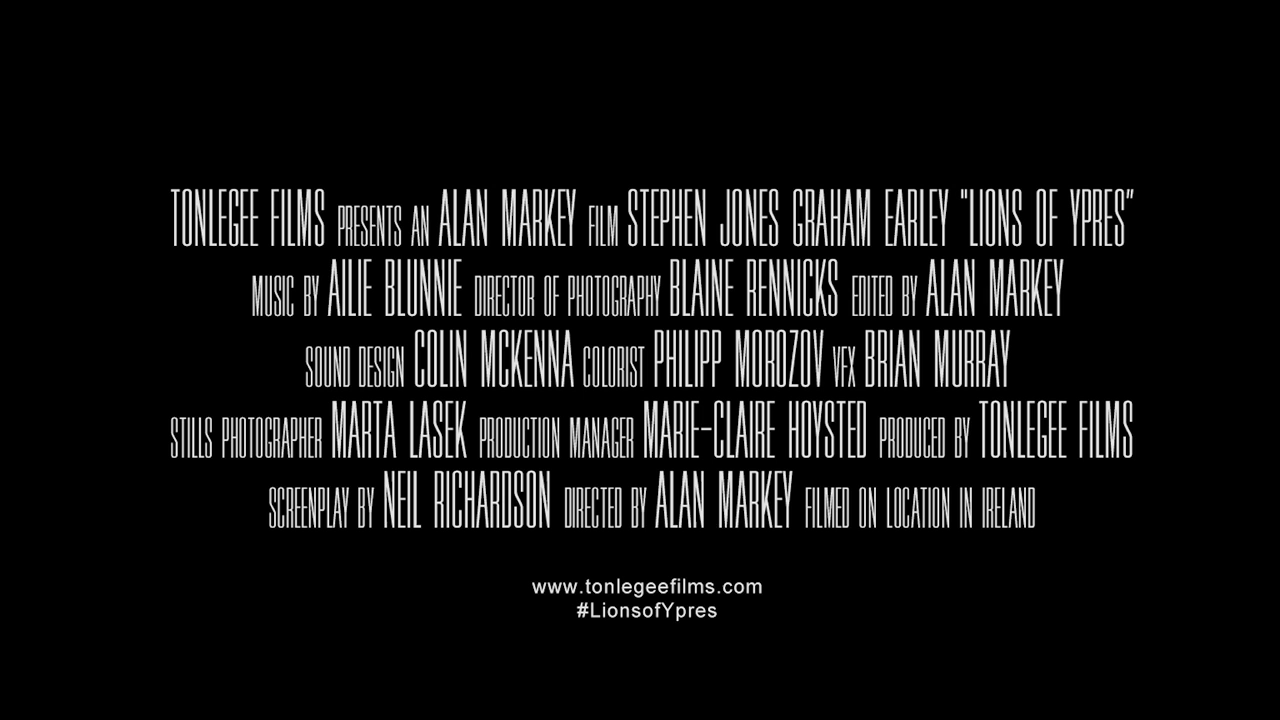 TONLEGEE FILMS PRESENTS AN ALAN MARKEY FILM STEPHEN JONES GRAHAM EARLEY "LIONS OF YPRES"
MUSIC BY AILIE BLUNNIE DIRECTOR OF PHOTOGRAPHY BLAINE RENNICKS EDITED BY ALAN MARKEY
SOUND DESIGN COLIN MCKENNA COLORIST PHILIPP MOROZOV VFX BRIAN MURRAY
STILLS PHOTOGRAPHER MARTA LASEK PRODUCTION MANAGER MARIE-CLAIRE HOYSTED PRODUCED BY TONLEGEE FILMS
SCREENPLAY BY NEIL RICHARDSON DIRECTED BY ALAN MARKEY FILMED ON LOCATION IN IRELAND
www.tonlegeefilms.com
#LionsofYpres